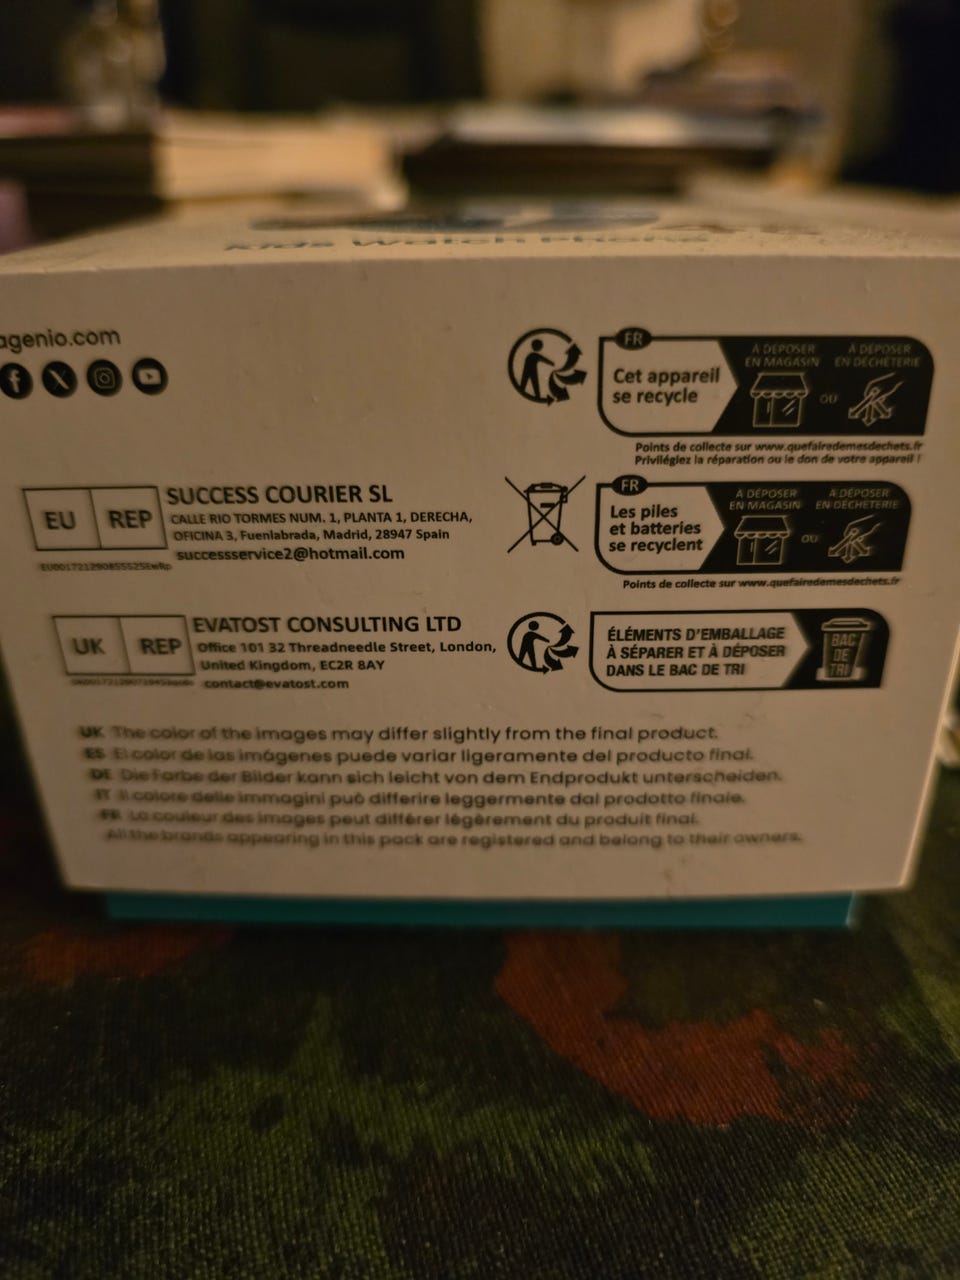 Kids Watch Phone
agenio.com
FR
À DÉPOSER EN MAGASIN
À DÉPOSER EN DÉCHÈTERIE
Cet appareil
se recycle
OU
Points de collecte sur www.quefairedemesdechets.fr
Privilégiez la réparation ou le don de votre appareil !
EU REP
SUCCESS COURIER SL
CALLE RIO TORMES NUM. 1, PLANTA 1, DERECHA,
OFICINA 3, Fuenlabrada, Madrid, 28947 Spain
successservice2@hotmail.com
FR
À DÉPOSER EN MAGASIN
À DÉPOSER EN DÉCHÈTERIE
Les piles
et batteries
se recyclent
OU
Points de collecte sur www.quefairedemesdechets.fr
UK REP
EVATOST CONSULTING LTD
Office 101 32 Threadneedle Street, London,
United Kingdom, EC2R 8AY
contact@evatost.com
ÉLÉMENTS D'EMBALLAGE
À SÉPARER ET À DÉPOSER
DANS LE BAC DE TRI
BAC
DE
TRI
UK The color of the images may differ slightly from the final product.
ES El color de las imágenes puede variar ligeramente del producto final.
DE Die Farbe der Bilder kann sich leicht von dem Endprodukt unterscheiden.
IT Il colore delle immagini può differire leggermente dal prodotto finale.
FR La couleur des images peut différer légèrement du produit final.
All the brands appearing in this pack are registered and belong to their owners.